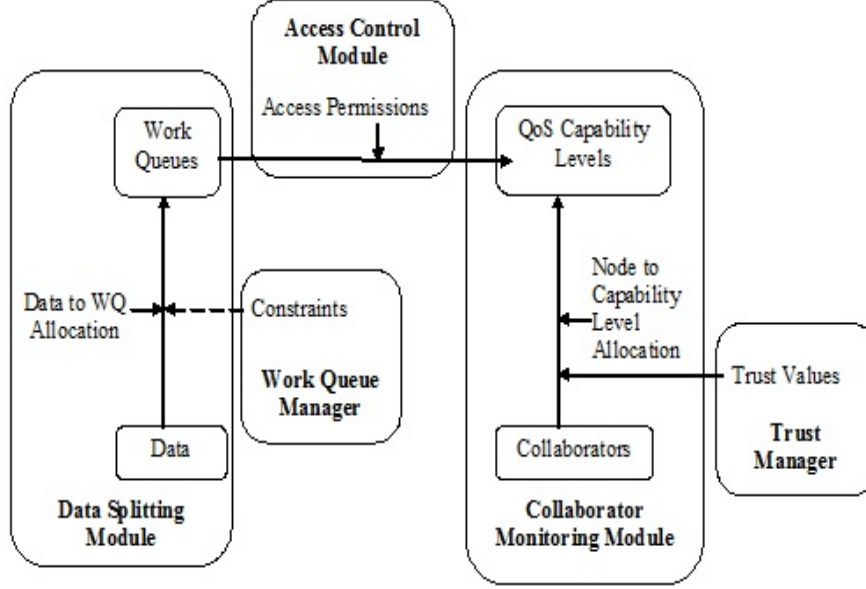 Access Control
Module
Access Permissions
Work
Queues
QoS Capability
Levels
Data to WQ
Allocation
Constraints
Work Queue
Manager
Node to
Capability
Level
Allocation
Trust Values
Trust
Manager
Data
Collaborators
Data Splitting
Module
Collaborator
Monitoring Module